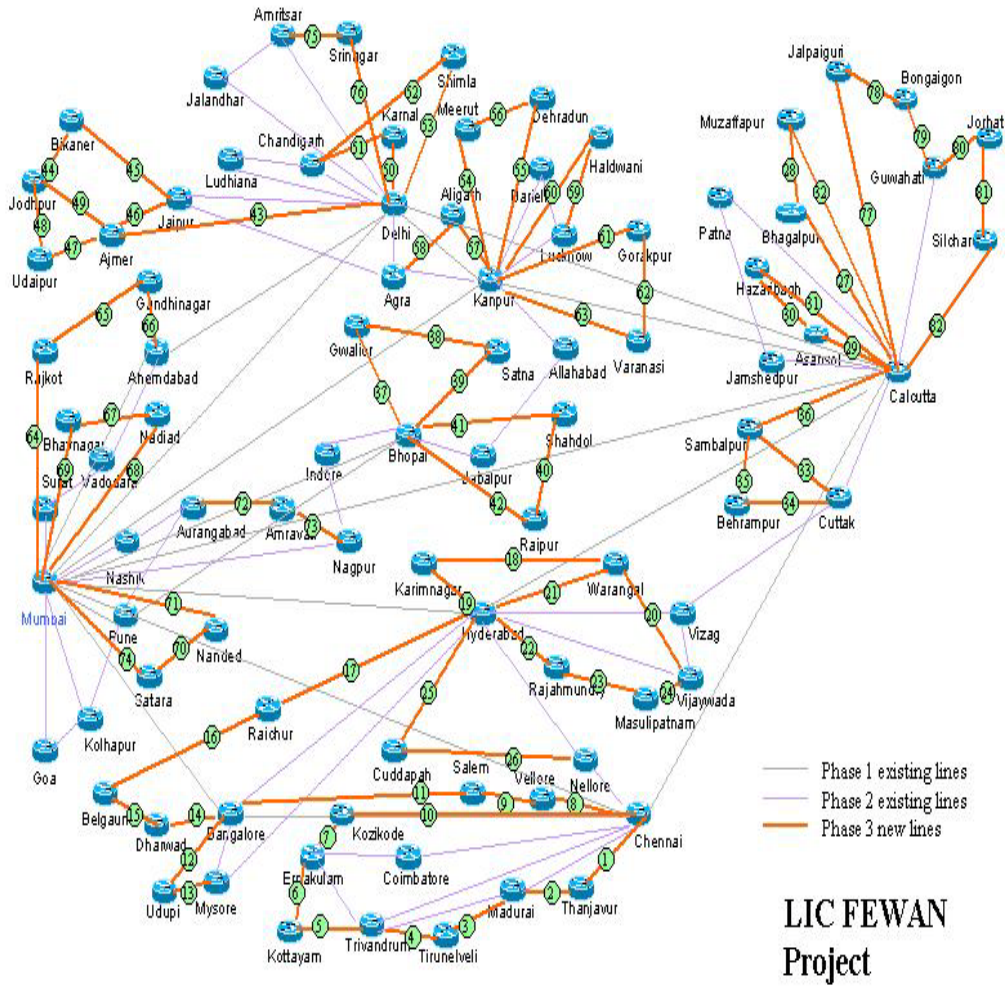 Amritsar
75
Srinagar
Jalpaiguri
Shimla
Bongaigon
76
52
78
Jalandhar
Meerut
56
Dehradun
Muzaffapur
Jorhat
Bikaner
Karnal
53
79
Chandigarh
51
Haldwani
80
44
45
54
55
28
32
77
Guwahati
Ludhiana
50
Aligarh
60
59
81
Jodhpur
49
46
43
Patna
Bhagalpur
Silchar
48
Jaipur
Delhi
58
57
Lucknow
61
Gorakpur
47
Ajmer
Hazaribagh
27
Udaipur
Agra
Kanpur
62
31
30
Gandhinagar
65
63
82
66
Gwalior
38
29
Asansol
Rajkot
Ahemdabad
Satna
Allahabad
Varanasi
Jamshedpur
Calcutta
37
39
67
41
36
64
Bhavnagar
Nadiad
Shahdol
Sambalpur
69
68
Bhopal
33
Surat
Vadodara
Indore
Jabalpur
40
35
42
34
72
Behrampur
Cuttak
Aurangabad
73
Amravati
Raipur
Nashik
Nagpur
18
Karimnagar
Warangal
Mumbai
71
19
21
20
Pune
Hyderabad
Vizag
70
Nanded
22
74
17
23
24
Satara
25
Rajahmundry
Vijaywada
Masulipatnam
16
Raichur
Kolhapur
Goa
26
Cuddapah
Salem
Vellore
Nellore
Phase 1 existing lines
11
9
8
Phase 2 existing lines
15
14
10
Belgaum
Phase 3 new lines
Dharwad
Bangalore
Kozikode
Chennai
7
12
1
Ernakulam
Coimbatore
13
6
2
Udupi
Mysore
Madurai
Thanjavur
5
4
3
Kottayam
Trivandrum
Tirunelveli
LIC FEWAN
Project